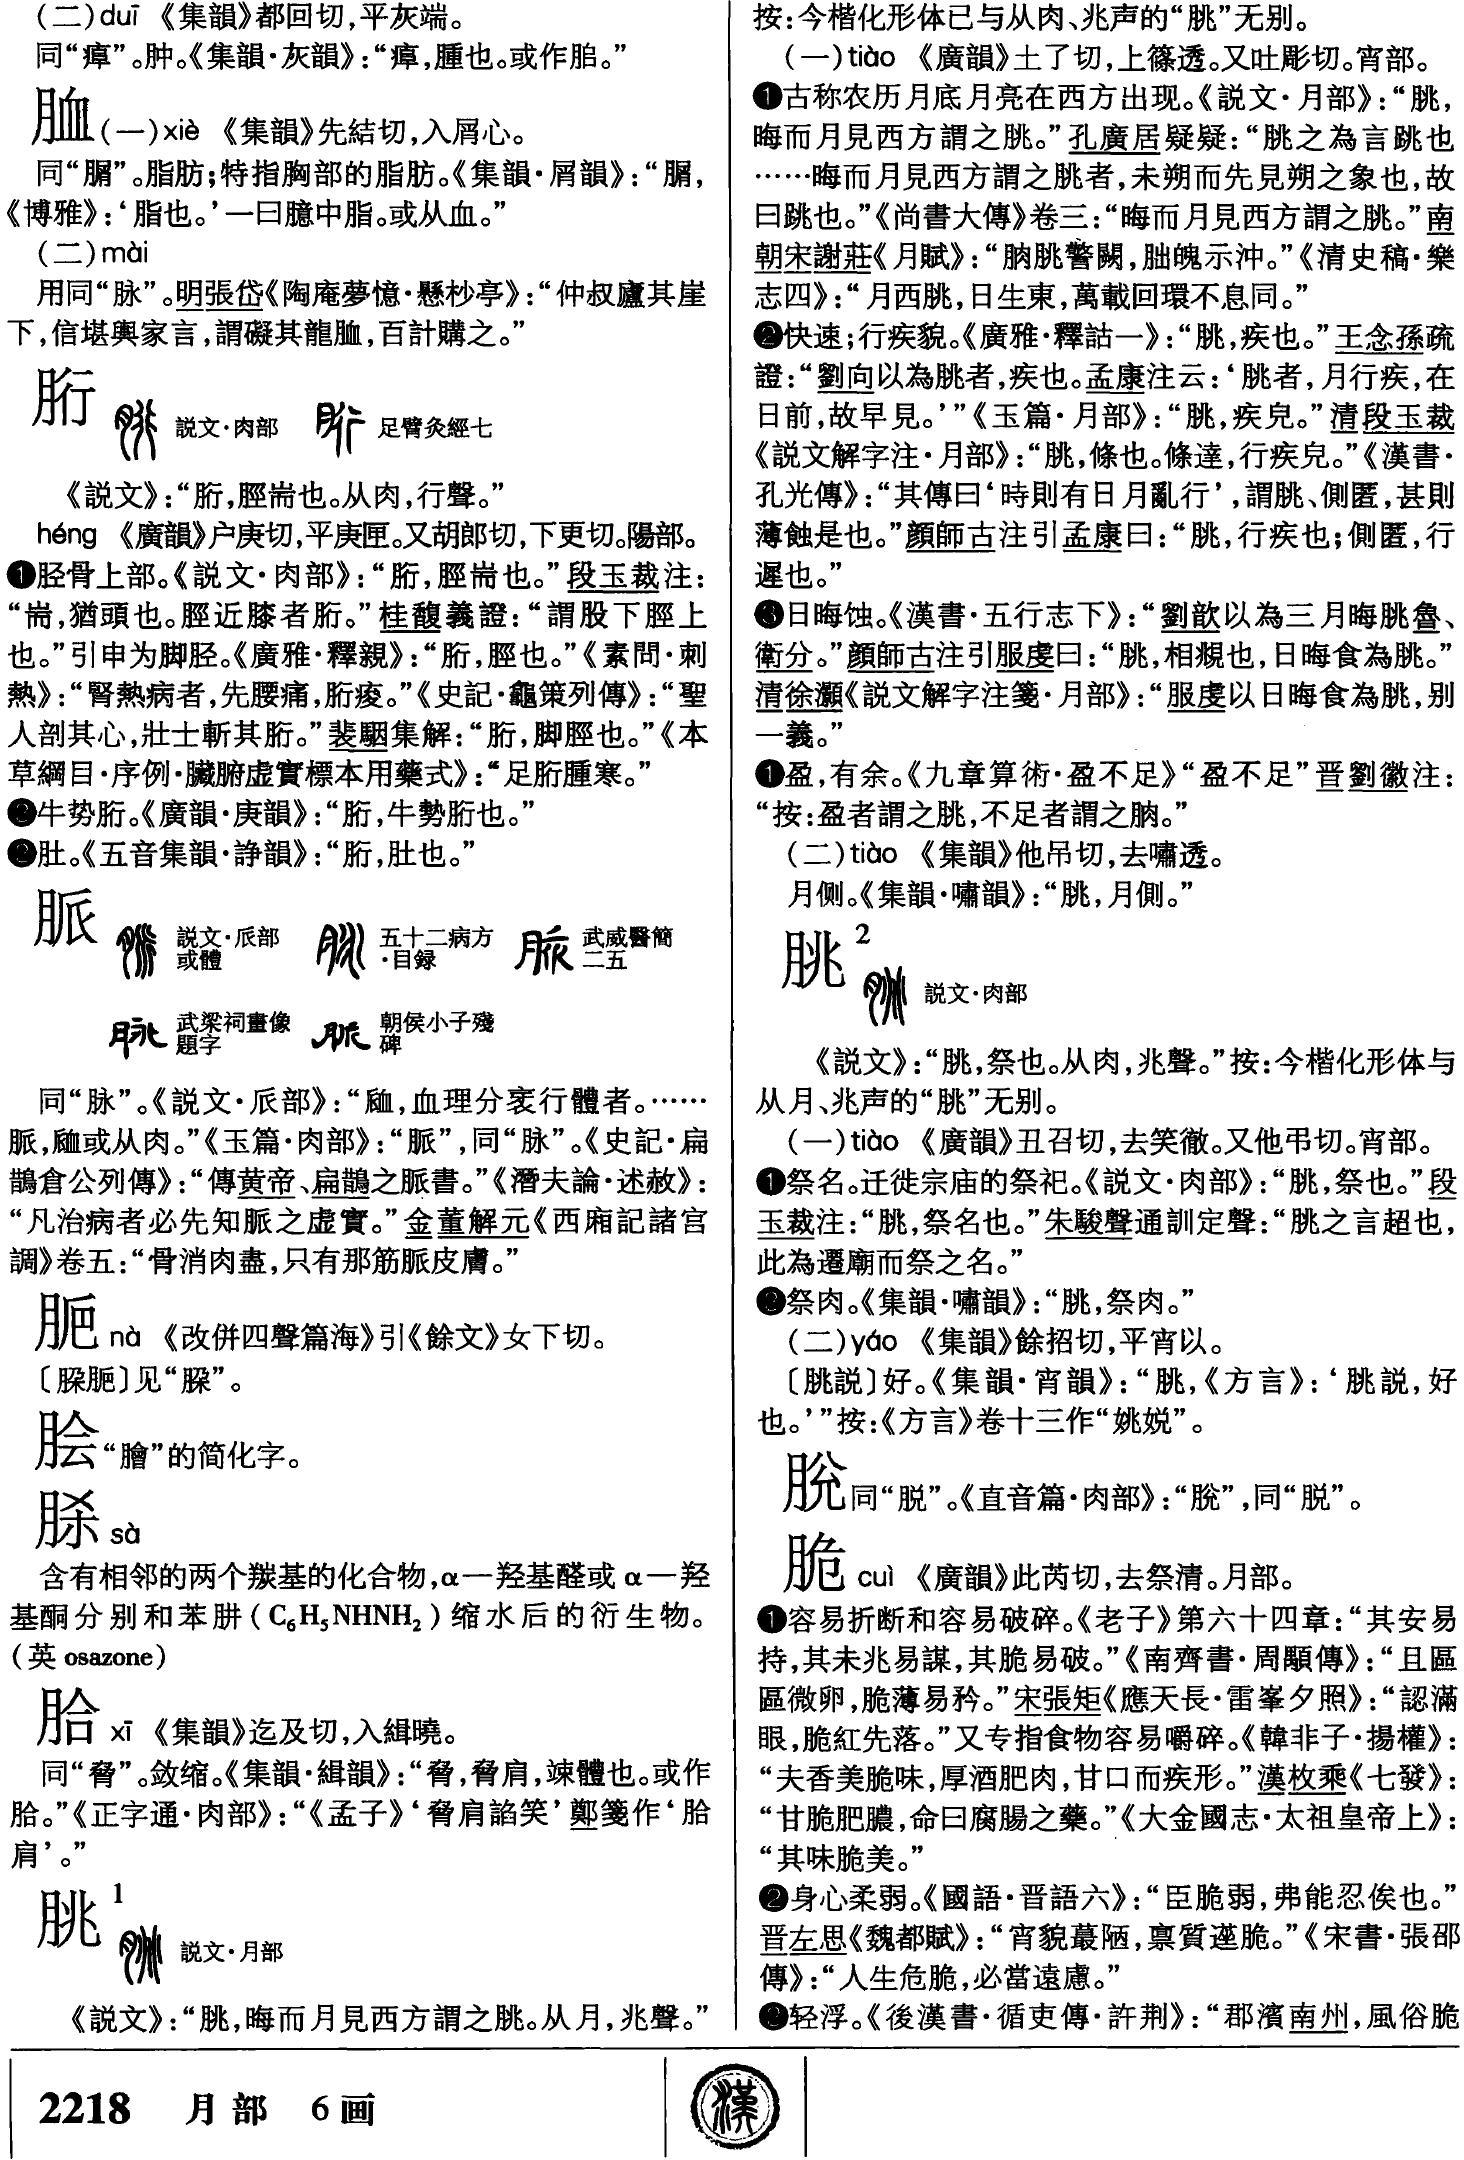 (二)duī 《集韻》都回切,平灰端。
同“㿉”。肿。《集韻·灰韻》:“㿉,腫也。或作胎。”
䘑(一)xiè 《集韻》先結切,入屑心。
同“膟”。脂肪;特指胸部的脂肪。《集韻·屑韻》:
《博雅》:‘脂也。’一曰臆中脂。或从血。”
(二)mài
用同“脉”。明張岱《陶庵夢憶·懸杪亭》:“仲叔廬其崖
下,信堪輿家言,謂礙其龍脈,百計購之。”
胻 説文·肉部 足臂灸經七
《説文》:“胻,脛耑也。从肉,行聲。”
héng 《廣韻》户庚切,平庚匣。又胡郎切,下更切。陽部。
❶胫骨上部。《説文·肉部》:“胻,脛耑也。”段玉裁注:
“耑,猶頭也。脛近膝者胻。”桂馥義證:“謂股下脛上
也。”引申为脚胫。《廣雅·釋親》:“胻,脛也。”《素問·刺
熱》:“腎熱病者,先腰痛,胻痠。”《史記·龜策列傳》:“聖
人剖其心,壯士斬其胻。”裴駰集解:“胻,脚脛也。”《本
草綱目·序例·臟腑虚實標本用藥式》:“足胻腫寒。”
❷牛势胻。《廣韻·庚韻》:“胻,牛勢胻也。”
❸肚。《五音集韻·諍韻》:“胻,肚也。”
脈 説文·𠂢部或體 五十二病方·目録 武威醫簡二五
武梁祠畫像題字 朝侯小子殘碑
同“脉”。《説文·𠂢部》:“䘑,血理分衺行體者。……
脈,䘑或从肉。”《玉篇·肉部》:“脈”,同“脉”。《史記·扁
鵲倉公列傳》:“傳黄帝、扁鵲之脈書。”《潛夫論·述赦》:
“凡治病者必先知脈之虚實。”金董解元《西廂記諸宫
調》卷五:“骨消肉盡,只有那筋脈皮膚。”
nà 《改併四聲篇海》引《餘文》女下切。
脍“膾”的简化字。
脎 sà
含有相邻的两个羰基的化合物,α—羟基醛或 α—羟
基酮分别和苯肼(C₆H₅NHNH₂)缩水后的衍生物。
(英 osazone)
胎 xī 《集韻》迄及切,入緝曉。
同“脅”。敛缩。《集韻·緝韻》:“脅,脅肩,竦體也。或作
胎。”《正字通·肉部》:“《孟子》‘脅肩諂笑’鄭箋作‘胎
肩’。”
朓¹ 説文·月部
《説文》:“朓,晦而月見西方謂之朓。从月,兆聲。”
按:今楷化形体已与从肉、兆声的“朓”无别。
(一)tiào 《廣韻》土了切,上篠透。又吐彫切。宵部。
❶古称农历月底月亮在西方出现。《説文·月部》:“朓,
晦而月見西方謂之朓。”孔廣居疑疑:“朓之為言跳也
……晦而月見西方謂之朓者,未朔而先見朔之象也,故
曰跳也。”《尚書大傳》卷三:“晦而月見西方謂之朓。”南
朝宋謝莊《月賦》:“朒朓警闕,朏魄示沖。”《清史稿·樂
志四》:“月西朓,日生東,萬載回環不息同。”
❷快速;行疾貌。《廣雅·釋詁一》:“朓,疾也。”王念孫疏
證:“劉向以為朓者,疾也。孟康注云:‘朓者,月行疾,在
日前,故早見。’”《玉篇·月部》:“朓,疾皃。”清段玉裁
《説文解字注·月部》:“朓,條也。條達,行疾皃。”《漢書·
孔光傳》:“其傳曰‘時則有日月亂行’,謂朓、側匿,甚則
薄蝕是也。”顔師古注引孟康曰:“朓,行疾也;側匿,行
遲也。”
❸日晦蚀。《漢書·五行志下》:“劉歆以為三月晦朓魯、
衛分。”顔師古注引服虔曰:“朓,相覜也,日晦食為朓。”
清徐灝《説文解字注箋·月部》:“服虔以日晦食為朓,别
一義。”
❹盈,有余。《九章算術·盈不足》“盈不足”晋劉徽注:
“按:盈者謂之朓,不足者謂之朒。”
(二)tiào 《集韻》他吊切,去嘯透。
月侧。《集韻·嘯韻》:“朓,月側。”
朓² 説文·肉部
《説文》:“朓,祭也。从肉,兆聲。”按:今楷化形体与
从月、兆声的“朓”无别。
(一)tiào 《廣韻》丑召切,去笑徹。又他弔切。宵部。
❶祭名。迁徙宗庙的祭祀。《説文·肉部》:“朓,祭也。”段
玉裁注:“朓,祭名也。”朱駿聲通訓定聲:“朓之言超也,
此為遷廟而祭之名。”
❷祭肉。《集韻·嘯韻》:“朓,祭肉。”
(二)yáo 《集韻》餘招切,平宵以。
〔朓説〕好。《集韻·宵韻》:“朓,《方言》:‘朓説,好
也。’”按:《方言》卷十三作“姚娧”。
脫同“脱”。《直音篇·肉部》:“脫”,同“脱”。
脆 cuì 《廣韻》此芮切,去祭清。月部。
❶容易折断和容易破碎。《老子》第六十四章:“其安易
持,其未兆易謀,其脆易破。”《南齊書·周顒傳》:“且區
區微卵,脆薄易矜。”宋張矩《應天長·雷峯夕照》:“認滿
眼,脆紅先落。”又专指食物容易嚼碎。《韓非子·揚權》:
“夫香美脆味,厚酒肥肉,甘口而疾形。”漢枚乘《七發》:
“甘脆肥膿,命曰腐腸之藥。”《大金國志·太祖皇帝上》:
“其味脆美。”
❷身心柔弱。《國語·晋語六》:“臣脆弱,弗能忍俟也。”
晋左思《魏都賦》:“宵貌蕞陋,禀質遳脆。”《宋書·張邵
傳》:“人生危脆,必當遠慮。”
❸轻浮。《後漢書·循吏傳·許荆》:“郡濱南州,風俗脆
2218 月部 6画
漢